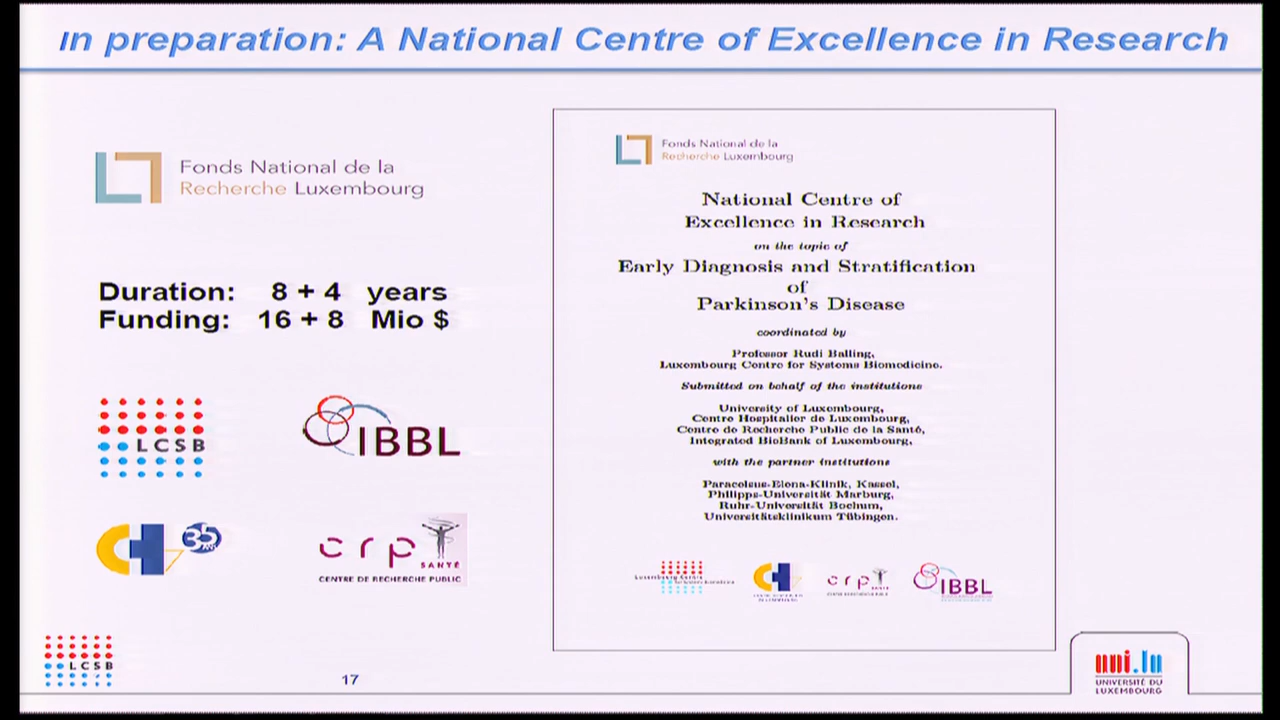 In preparation: A National Centre of Excellence in Research
Fonds National de la
Recherche Luxembourg
Duration: 8 + 4 years
Funding: 16 + 8 Mio $
LCSB
IBBL
35
crp
SANTÉ
CENTRE DE RECHERCHE PUBLIC
Fonds National de la
Recherche Luxembourg
National Centre of
Excellence in Research
on the topic of
Early Diagnosis and Stratification
of
Parkinson's Disease
coordinated by
Professor Rudi Balling,
Luxembourg Centre for Systems Biomedicine.
Submitted on behalf of the institutions
University of Luxembourg,
Centre Hospitalier de Luxembourg,
Centre de Recherche Public de la Santé,
Integrated BioBank of Luxembourg,
with the partner institutions
Paracelsus-Elena-Klinik, Kassel,
Philipps-Universität Marburg,
Ruhr-Universität Bochum,
Universitätsklinikum Tübingen.
crp
IBBL
LCSB
17
uni.lu
UNIVERSITÉ DU
LUXEMBOURG